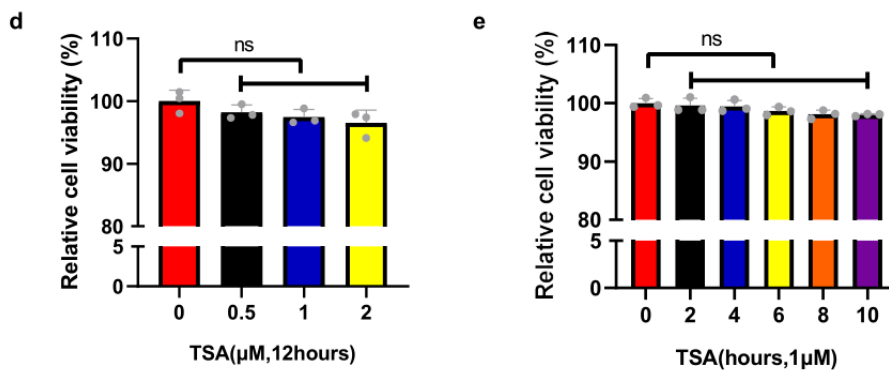 d
Relative cell viability (%)
110
100
90
80
5
0
ns
0 0.5 1 2
TSA(μM,12hours)
e
Relative cell viability (%)
110
100
90
80
5
0
ns
0 2 4 6 8 10
TSA(hours,1μM)